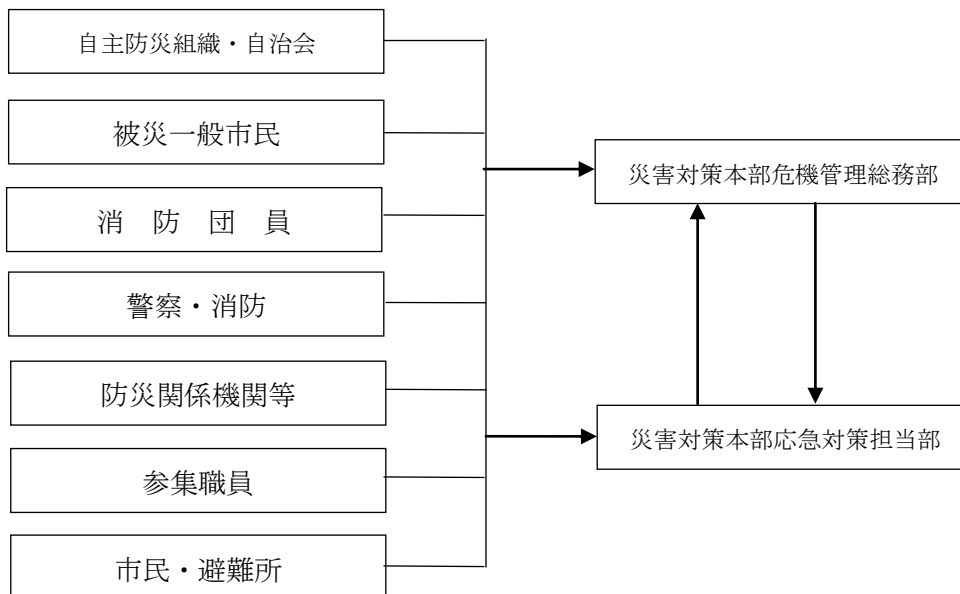 自主防災組織・自治会
被災一般市民
消　防　団　員
警察・消防
防災関係機関等
参集職員
市民・避難所
災害対策本部危機管理総務部
災害対策本部応急対策担当部